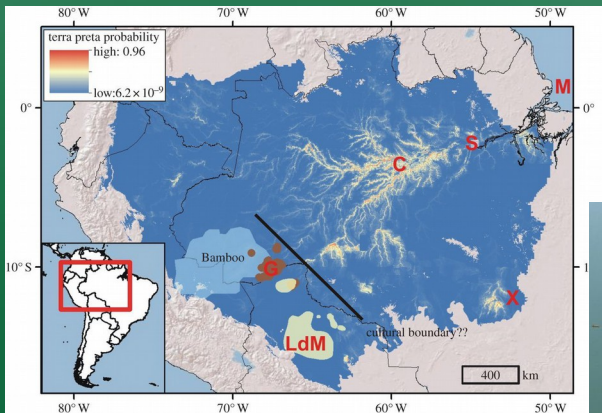 80° W
70° W
60° W
50° W
terra preta probability
high: 0.96
low:6.2 × 10⁻⁹
M
0°
S
C
Bamboo
10° S
G
1
X
cultural boundary??
LdM
400 km
80° W
70° W
60° W
50° W